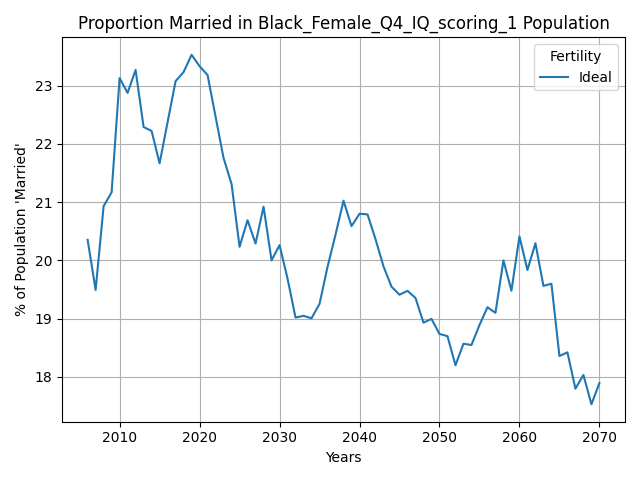 Proportion Married in Black_Female_Q4_IQ_scoring_1 Population
Fertility
Ideal
% of Population 'Married'
23
22
21
20
19
18
2010 2020 2030 2040 2050 2060 2070
Years